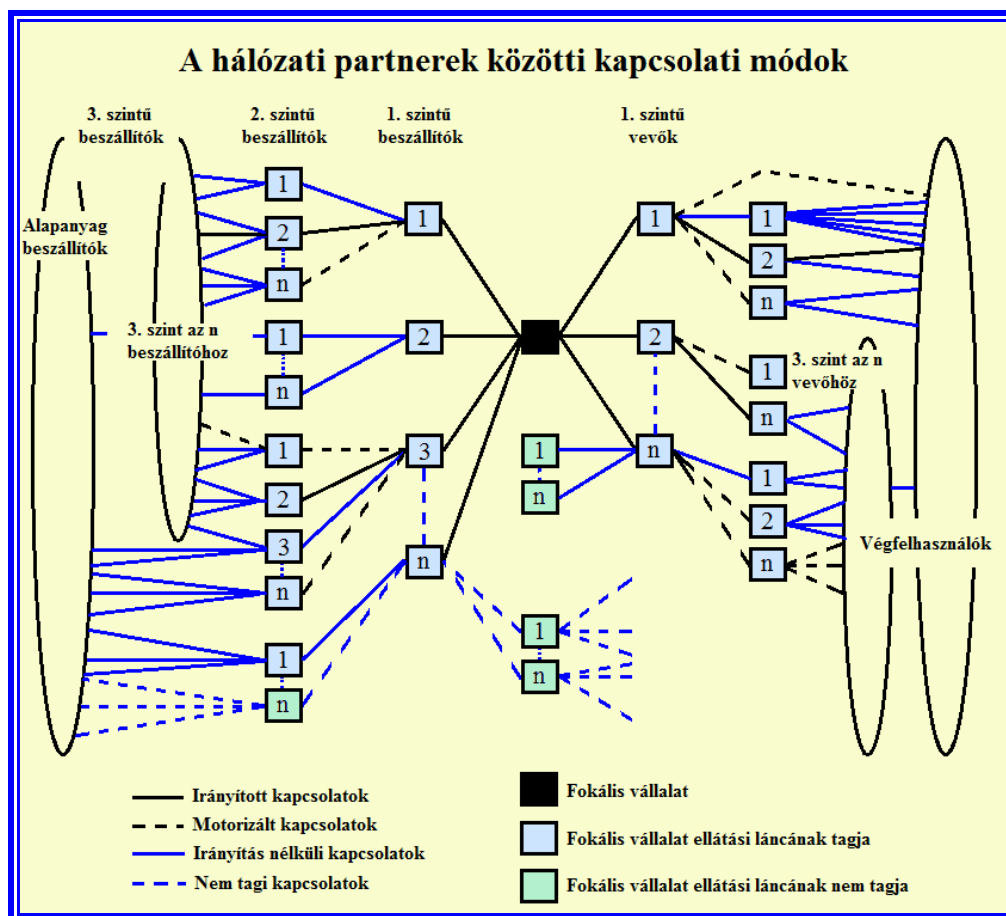 A hálózati partnerek közötti kapcsolati módok
3. szintű
beszállítók
2. szintű
beszállítók
1. szintű
beszállítók
1. szintű
vevők
Alapanyag
beszállítók
3. szint az n
beszállítóhoz
1
2
n
1
n
1
2
3
n
1
n
1
2
3
n
1
n
1
n
1
2
n
1
2
n
1
n
1
2
n
3. szint az n
vevőhöz
Végfelhasználók
Irányított kapcsolatok
Motorizált kapcsolatok
Irányítás nélküli kapcsolatok
Nem tagi kapcsolatok
Fokális vállalat
Fokális vállalat ellátási láncának tagja
Fokális vállalat ellátási láncának nem tagja